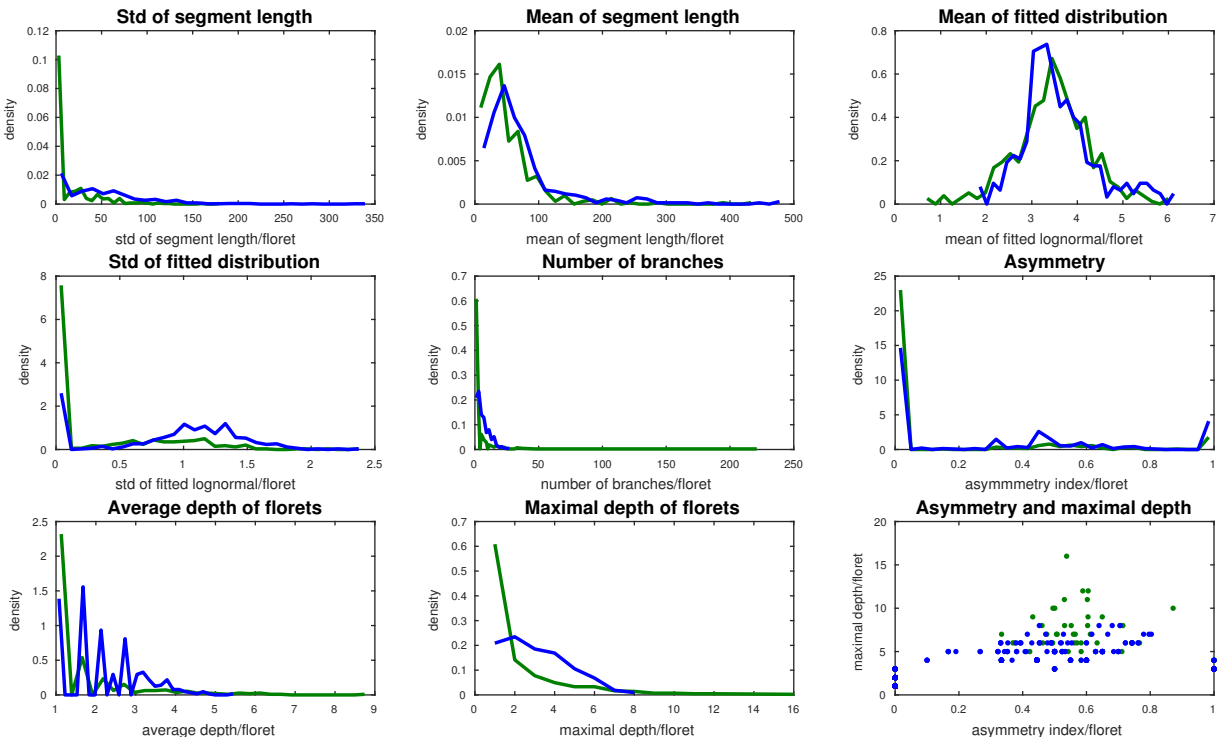 Std of segment length
Mean of segment length
Mean of fitted distribution
0.12
0.1
0.08
0.06
0.04
0.02
0
density
0 50 100 150 200 250 300 350
std of segment length/floret
0.02
0.015
0.01
0.005
0
density
0 100 200 300 400 500
mean of segment length/floret
0.8
0.6
0.4
0.2
0
density
0 1 2 3 4 5 6 7
mean of fitted lognormal/floret
Std of fitted distribution
Number of branches
Asymmetry
8
6
4
2
0
density
0 0.5 1 1.5 2 2.5
std of fitted lognormal/floret
0.7
0.6
0.5
0.4
0.3
0.2
0.1
0
density
0 50 100 150 200 250
number of branches/floret
25
20
15
10
5
0
density
0 0.2 0.4 0.6 0.8 1
asymmmetry index/floret
Average depth of florets
Maximal depth of florets
Asymmetry and maximal depth
2.5
2
1.5
1
0.5
0
density
1 2 3 4 5 6 7 8 9
average depth/floret
0.7
0.6
0.5
0.4
0.3
0.2
0.1
0
density
0 2 4 6 8 10 12 14 16
maximal depth/floret
20
15
10
5
0
maximal depth/floret
0 0.2 0.4 0.6 0.8 1
asymmetry index/floret